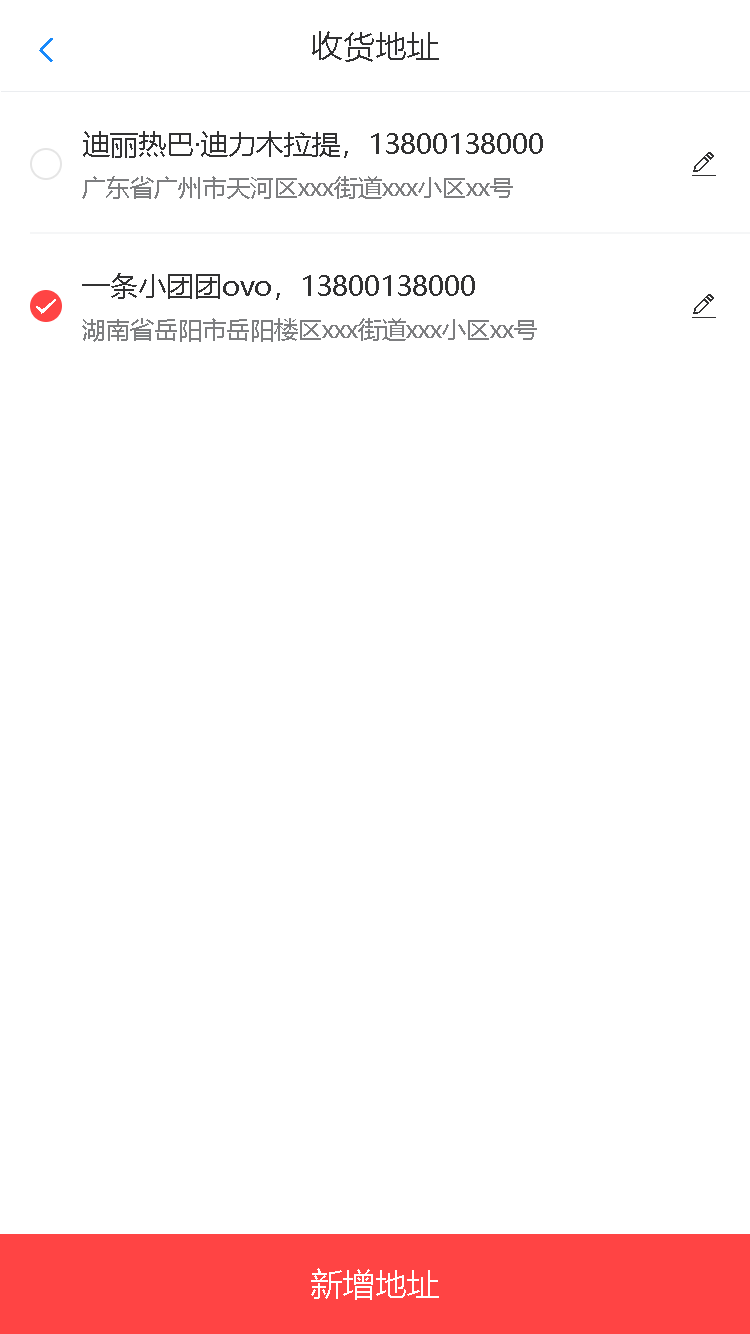 收货地址
迪丽热巴·迪力木拉提，13800138000
广东省广州市天河区xxx街道xxx小区xx号
一条小团团ovo，13800138000
湖南省岳阳市岳阳楼区xxx街道xxx小区xx号
新增地址